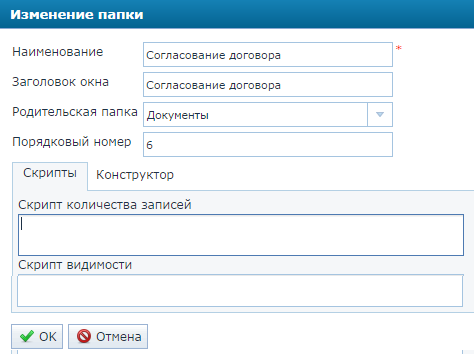 Изменение папки
Наименование Согласование договора *
Заголовок окна Согласование договора
Родительская папка Документы
Порядковый номер 6
Скрипты Конструктор
Скрипт количества записей
Скрипт видимости
OK Отмена